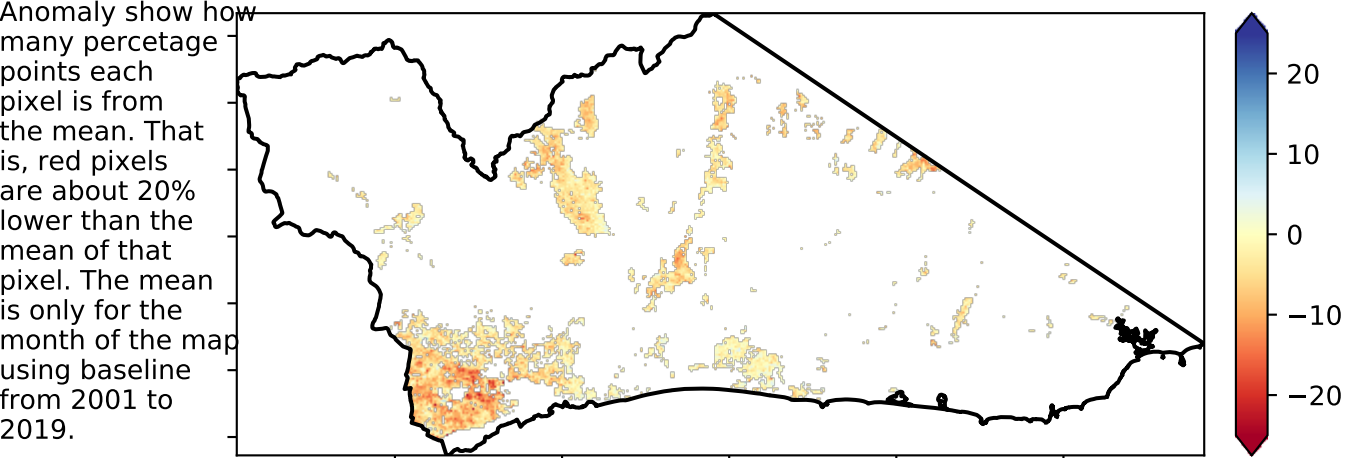 Anomaly show how
many percetage
points each
pixel is from
the mean. That
is, red pixels
are about 20%
lower than the
mean of that
pixel. The mean
is only for the
month of the map
using baseline
from 2001 to
2019.
20
10
0
−10
−20